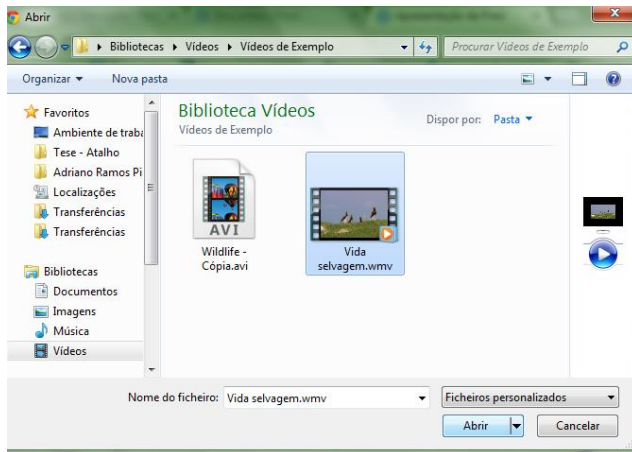 Abrir
Bibliotecas Vídeos Vídeos de Exemplo
Procurar Vídeos de Exemplo
Organizar Nova pasta
Favoritos
Ambiente de traba
Tese - Atalho
Adriano Ramos Pi
Localizações
Transferências
Transferências
Bibliotecas
Documentos
Imagens
Música
Vídeos
Biblioteca Vídeos
Vídeos de Exemplo
Dispor por: Pasta
AVI
Wildlife -
Cópia.avi
Vida
selvagem.wmv
Nome do ficheiro: Vida selvagem.wmv
Ficheiros personalizados
Abrir Cancelar